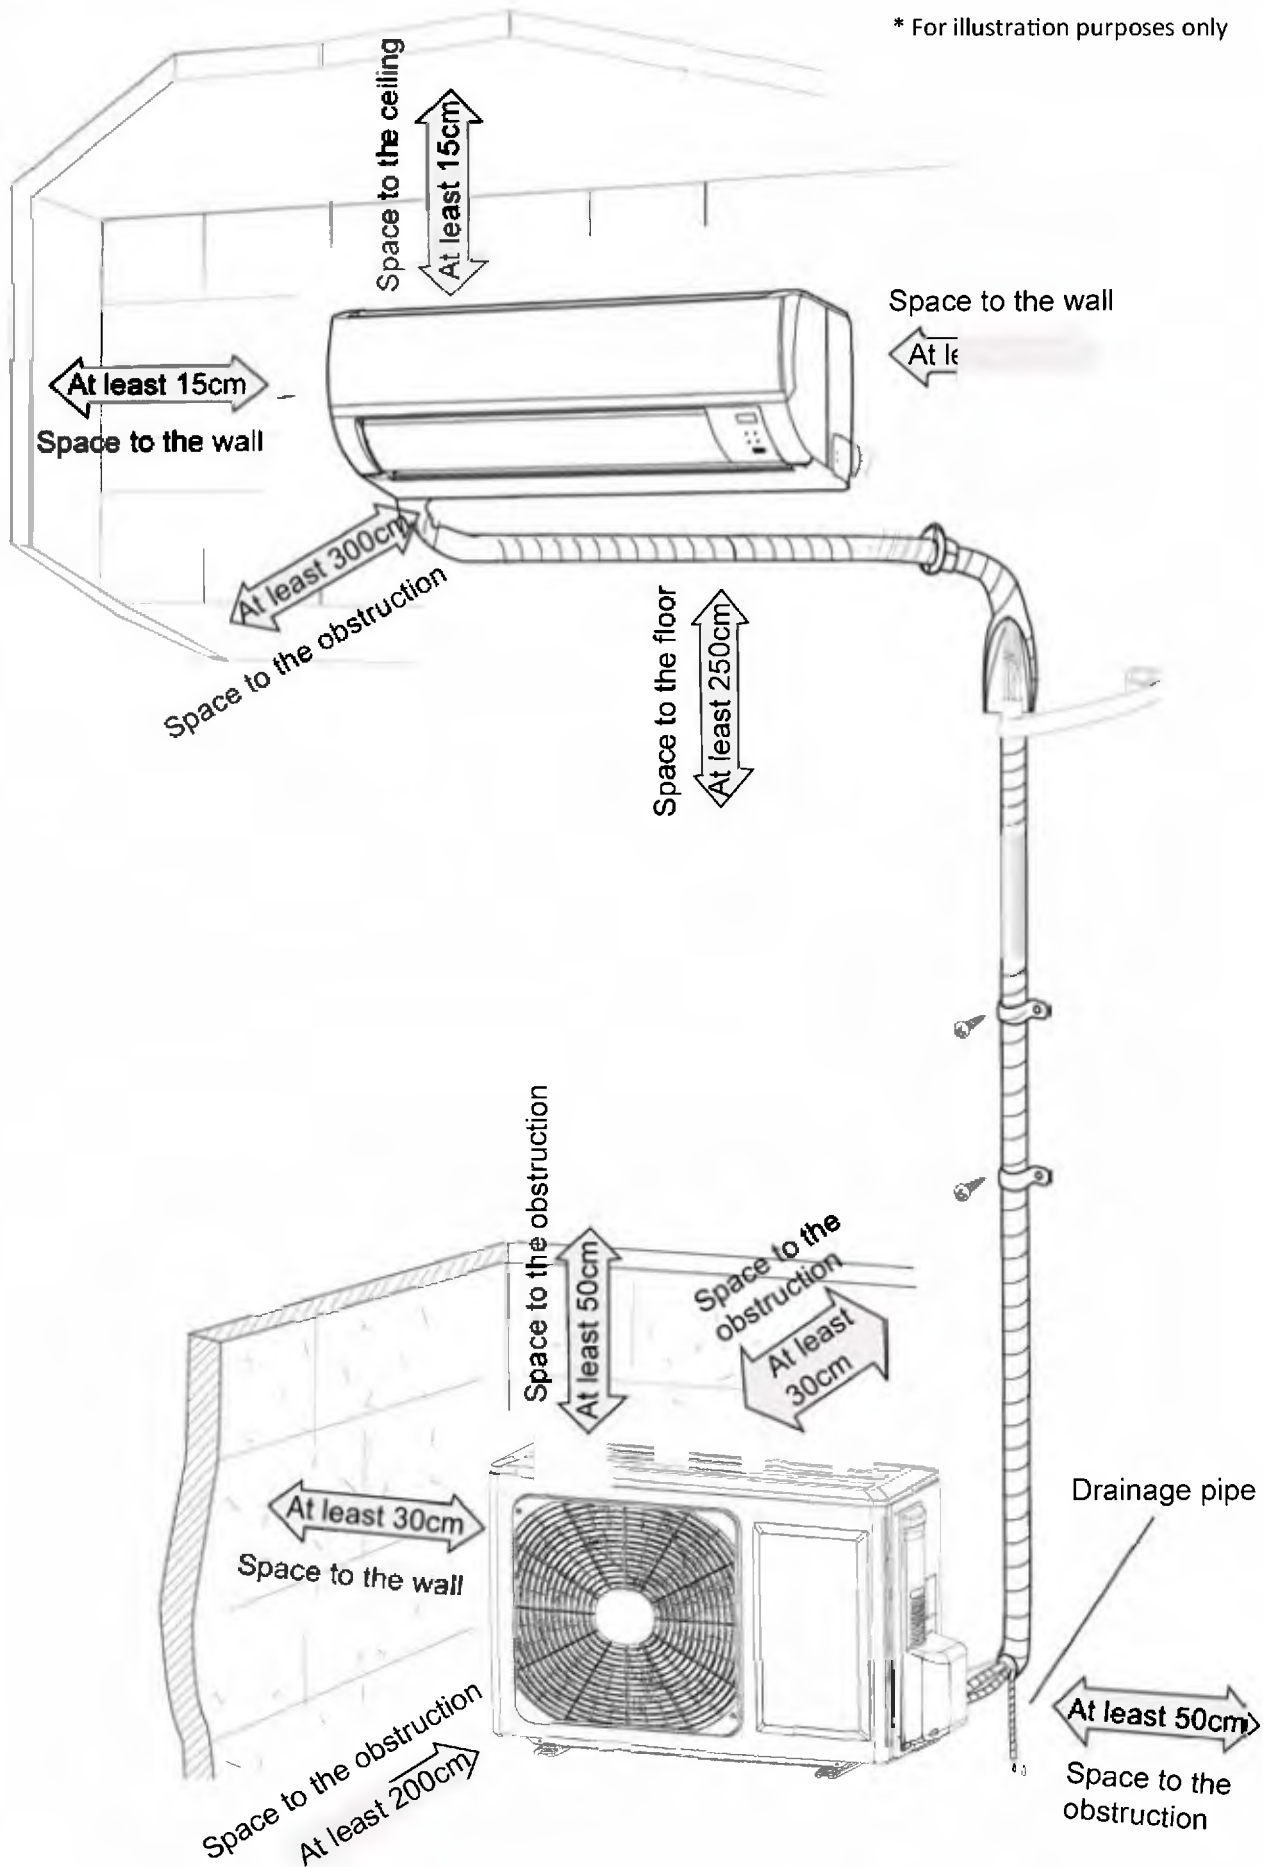 * For illustration purposes only
Space to the ceiling
At least 15cm
Space to the wall
At
At least 15cm
Space to the wall
At least 300cm
Space to the obstruction
Space to the floor
At least 250cm
Space to the obstruction
At least 50cm
Space to the
obstruction
At least
30cm
At least 30cm
Space to the wall
Drainage pipe
Space to the obstruction
At least 200cm
At least 50cm
Space to the
obstruction